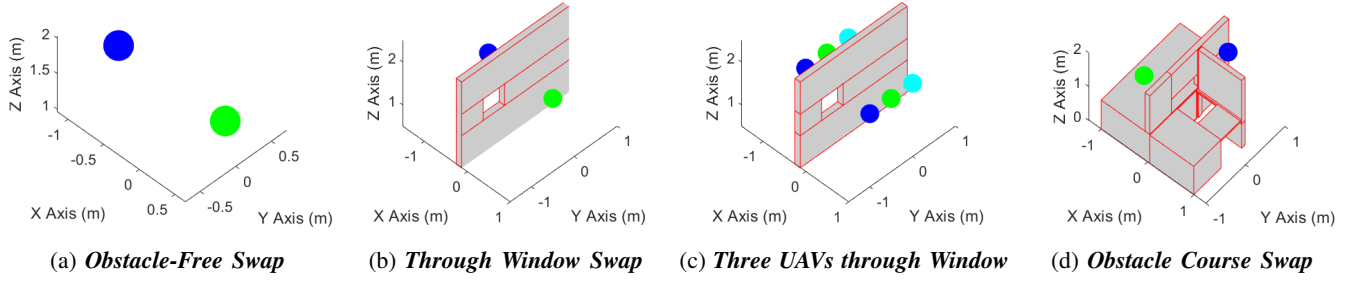 Z Axis (m)
2
1.5
1
-1
-0.5
0
0.5
X Axis (m)
-0.5
0
0.5
Y Axis (m)
(a) Obstacle-Free Swap
Z Axis (m)
2
1
-1
0
1
X Axis (m)
-1
0
1
Y Axis (m)
(b) Through Window Swap
Z Axis (m)
2
1
-1
0
1
X Axis (m)
-1
0
1
Y Axis (m)
(c) Three UAVs through Window
Z Axis (m)
2
1
0
-1
0
1
X Axis (m)
-1
0
1
Y Axis (m)
(d) Obstacle Course Swap